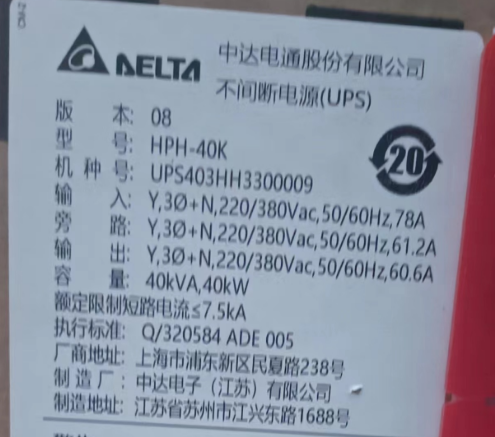 CM-2
DELTA 中达电通股份有限公司
不间断电源(UPS)
版 本: 08
型 号: HPH-40K
机 种 号: UPS403HH3300009
20
输 入: Y,3Ø+N,220/380Vac,50/60Hz,78A
旁 路: Y,3Ø+N,220/380Vac,50/60Hz,61.2A
输 出: Y,3Ø+N,220/380Vac,50/60Hz,60.6A
容 量: 40kVA,40kW
额定限制短路电流≤7.5kA
执行标准: Q/320584 ADE 005
厂商地址: 上海市浦东新区民夏路238号
制 造 厂 : 中达电子（江苏）有限公司
制造地址: 江苏省苏州市江兴东路1688号